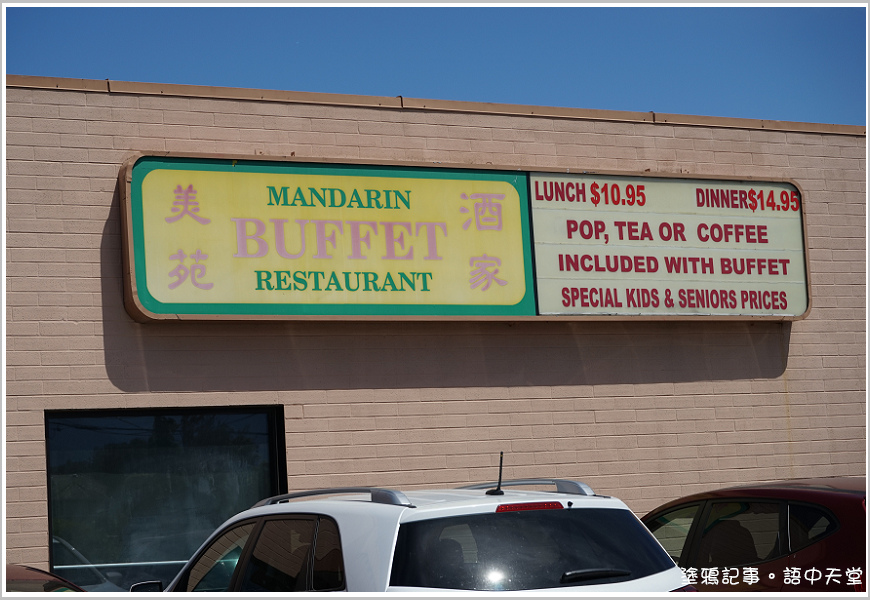 美苑
MANDARIN
BUFFET
RESTAURANT
酒家
LUNCH $10.95 DINNER $14.95
POP, TEA OR COFFEE
INCLUDED WITH BUFFET
SPECIAL KIDS & SENIORS PRICES
塗鴉記事。語中天堂